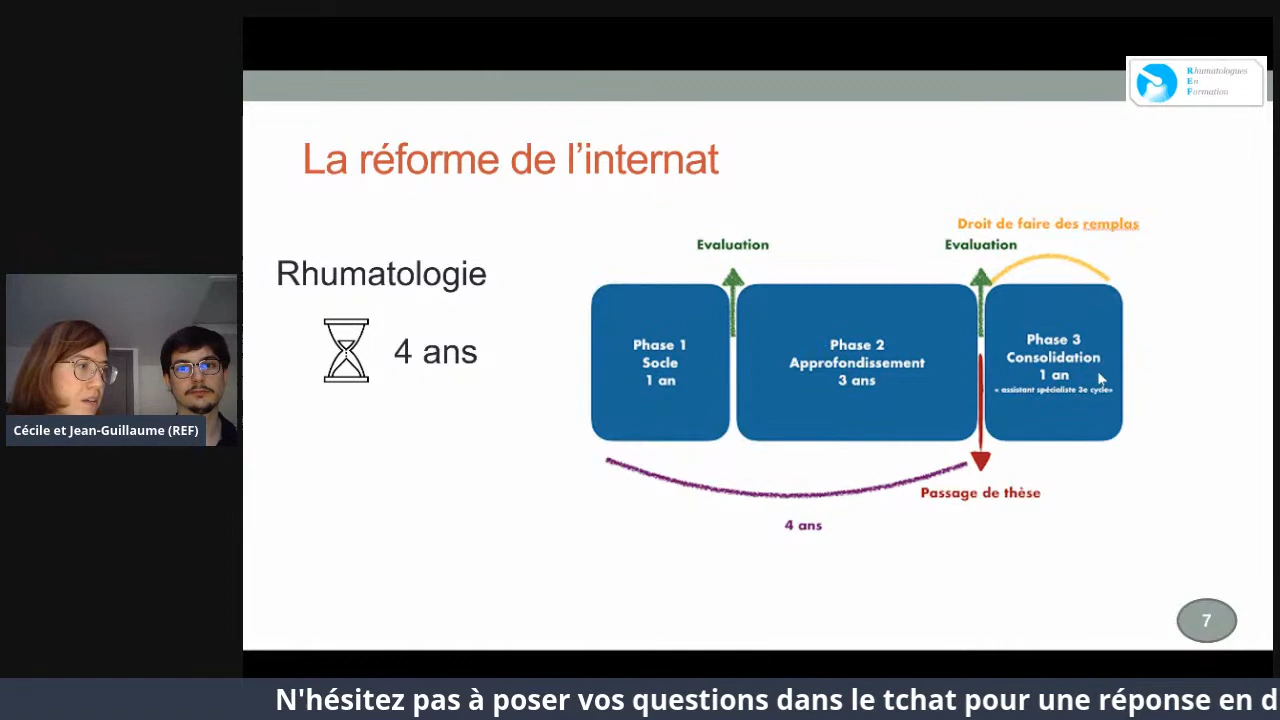 Rhumatologues
En
Formation
La réforme de l'internat
Rhumatologie
4 ans
Droit de faire des remplas
Evaluation
Evaluation
Phase 1
Socle
1 an
Phase 2
Approfondissement
3 ans
Phase 3
Consolidation
1 an
« assistant spécialiste 3e cycle»
Passage de thèse
4 ans
7
Cécile et Jean-Guillaume (REF)
N'hésitez pas à poser vos questions dans le tchat pour une réponse en d